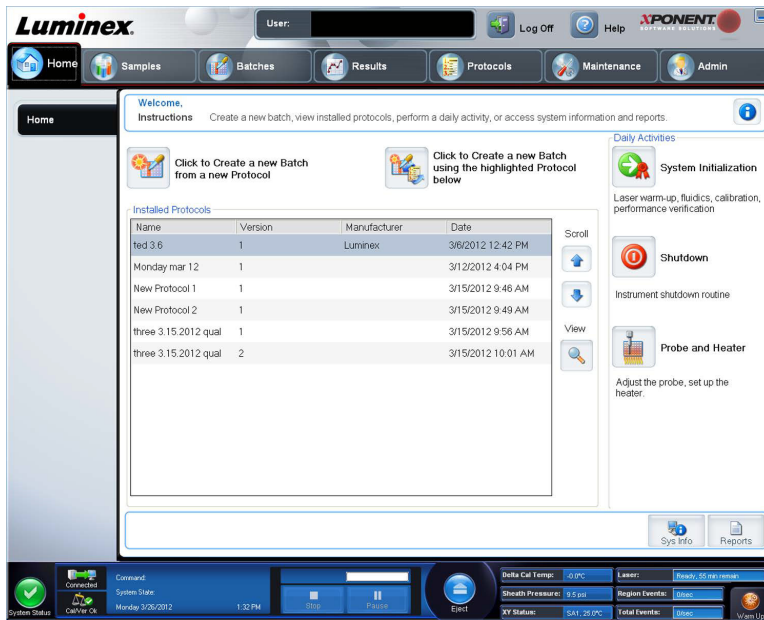 Luminex.
User:
Log Off
Help
XPONENT
SOFTWARE SOLUTIONS
Home
Samples
Batches
Results
Protocols
Maintenance
Admin
Home
Welcome,
Instructions Create a new batch, view installed protocols, perform a daily activity, or access system information and reports.
Click to Create a new Batch
from a new Protocol
Click to Create a new Batch
using the highlighted Protocol
below
Daily Activities
System Initialization
Laser warm-up, fluidics, calibration,
performance verification
Shutdown
Instrument shutdown routine
Probe and Heater
Adjust the probe, set up the
heater.
Installed Protocols
Name Version Manufacturer Date
ted 3.6 1 Luminex 3/6/2012 12:42 PM
Monday mar 12 1 3/12/2012 4:04 PM
New Protocol 1 1 3/15/2012 9:46 AM
New Protocol 2 1 3/15/2012 9:49 AM
three 3.15.2012 qual 1 3/15/2012 9:56 AM
three 3.15.2012 qual 2 3/15/2012 10:01 AM
Scroll
View
Sys Info
Reports
System Status
Connected
Cal/Ver Ok
Command:
System State:
Monday 3/26/2012 1:32 PM
Stop
Pause
Eject
Delta Cal Temp: -0.0°C
Sheath Pressure: 9.5 psi
XY Status: SA1, 25.0°C
Laser: Ready, 55 min remain
Region Events: 0/sec
Total Events: 0/sec
Warm Up